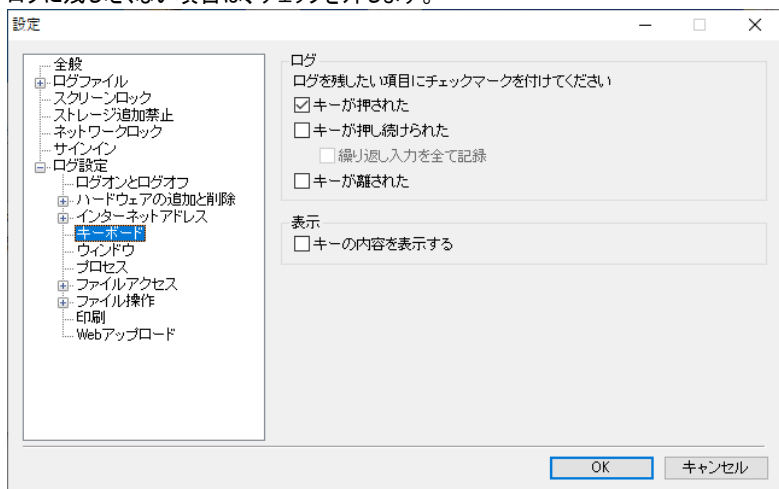 ログに残したくない項目は、チェックを外します。
設定
全般
ログファイル
スクリーンロック
ストレージ追加禁止
ネットワークロック
サインイン
ログ設定
ログオンとログオフ
ハードウェアの追加と削除
インターネットアドレス
キーボード
ウィンドウ
プロセス
ファイルアクセス
ファイル操作
印刷
Webアップロード
ログ
ログを残したい項目にチェックマークを付けてください
キーが押された
キーが押し続けられた
繰り返し入力を全て記録
キーが離された
表示
キーの内容を表示する
OK
キャンセル